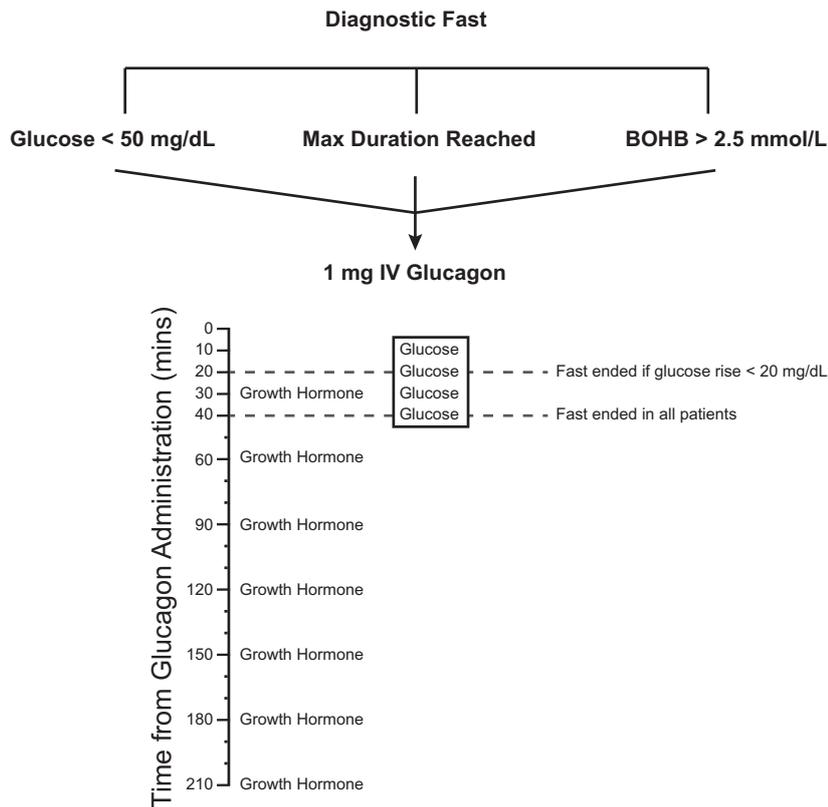 Diagnostic Fast
Glucose < 50 mg/dL
Max Duration Reached
BOHB > 2.5 mmol/L
1 mg IV Glucagon
Time from Glucagon Administration (mins)
0
10 Glucose
20 Glucose Fast ended if glucose rise < 20 mg/dL
30 Growth Hormone Glucose
40 Glucose Fast ended in all patients
60 Growth Hormone
90 Growth Hormone
120 Growth Hormone
150 Growth Hormone
180 Growth Hormone
210 Growth Hormone